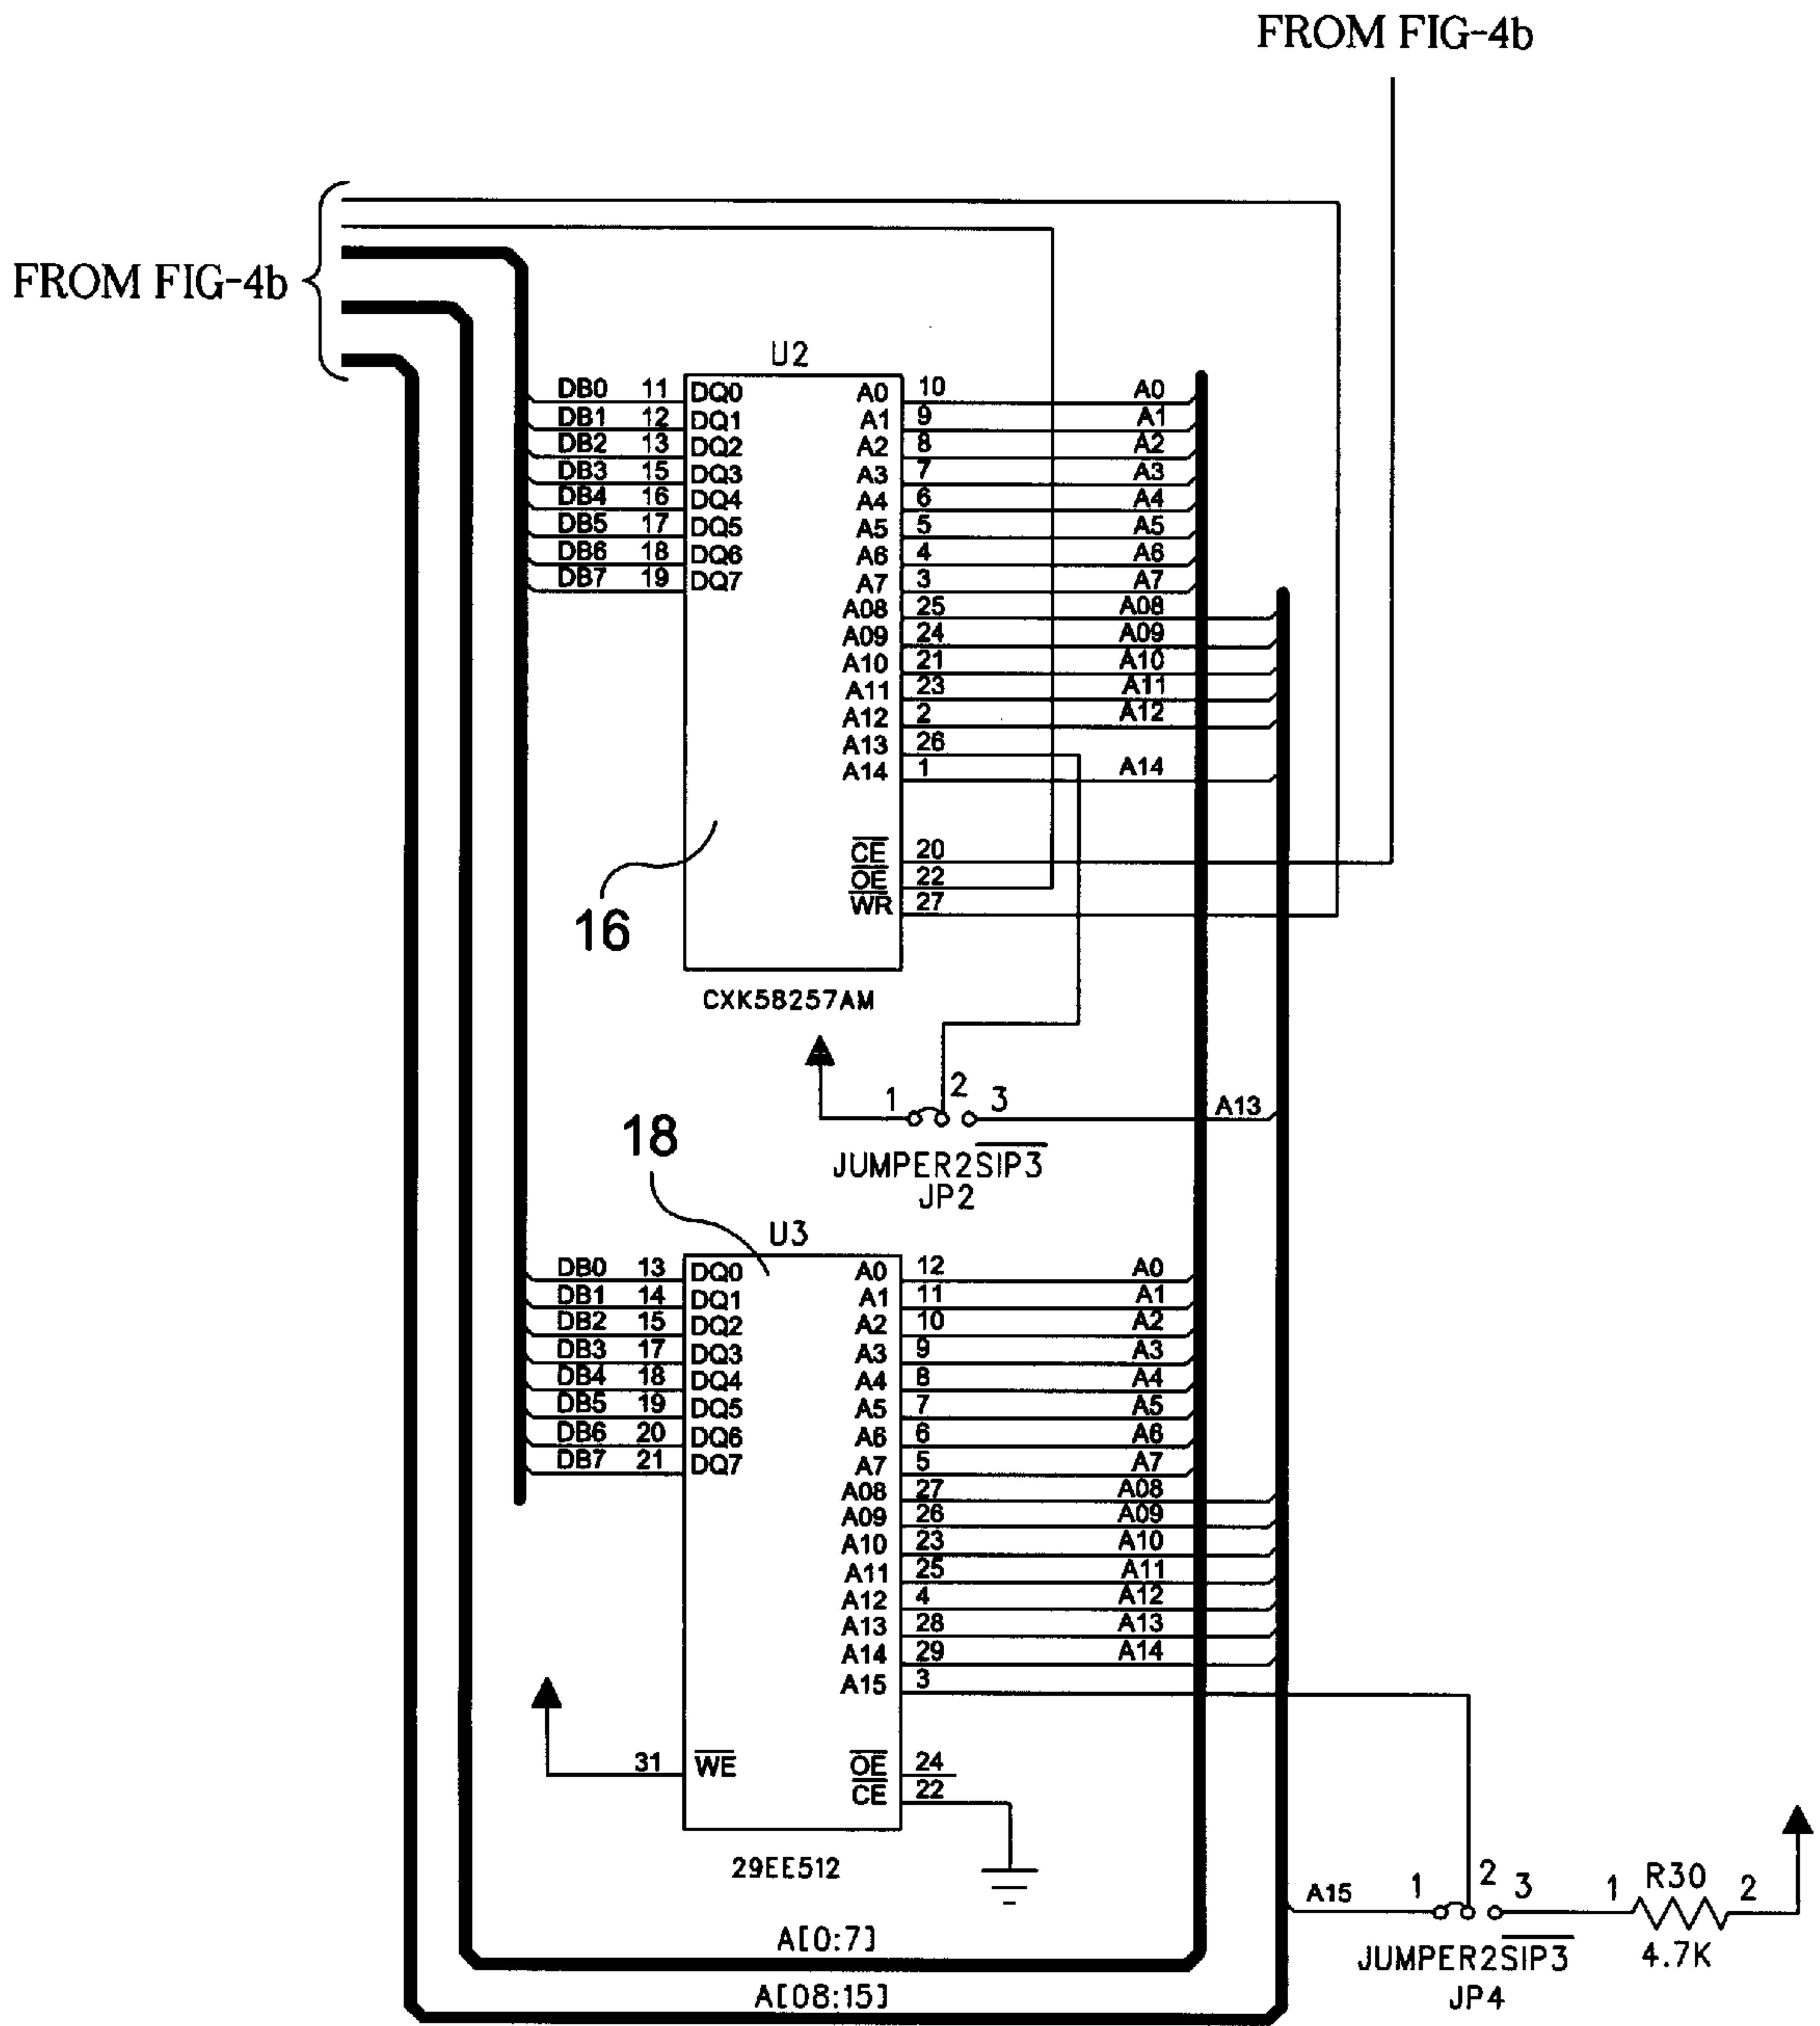 FROM FIG-4b
FROM FIG-4b
U2
DB0 11 DQ0 A0 10 A0
DB1 12 DQ1 A1 9 A1
DB2 13 DQ2 A2 8 A2
DB3 15 DQ3 A3 7 A3
DB4 16 DQ4 A4 6 A4
DB5 17 DQ5 A5 5 A5
DB6 18 DQ6 A6 4 A6
DB7 19 DQ7 A7 3 A7
A08 25 A08
A09 24 A09
A10 21 A10
A11 23 A11
A12 2 A12
A13 26
A14 1 A14
CE 20
OE 22
WR 27
16
CXK58257AM
1 2 3 A13
JUMPER2SIP3
JP2
18
U3
DB0 13 DQ0 A0 12 A0
DB1 14 DQ1 A1 11 A1
DB2 15 DQ2 A2 10 A2
DB3 17 DQ3 A3 9 A3
DB4 18 DQ4 A4 8 A4
DB5 19 DQ5 A5 7 A5
DB6 20 DQ6 A6 6 A6
DB7 21 DQ7 A7 5 A7
A08 27 A08
A09 26 A09
A10 23 A10
A11 25 A11
A12 4 A12
A13 28 A13
A14 29 A14
A15 3
31 WE OE 24
CE 22
29EE512
A15 1 2 3 1 R30 2
JUMPER2SIP3 4.7K
JP4
A[0:7]
A[08:15]